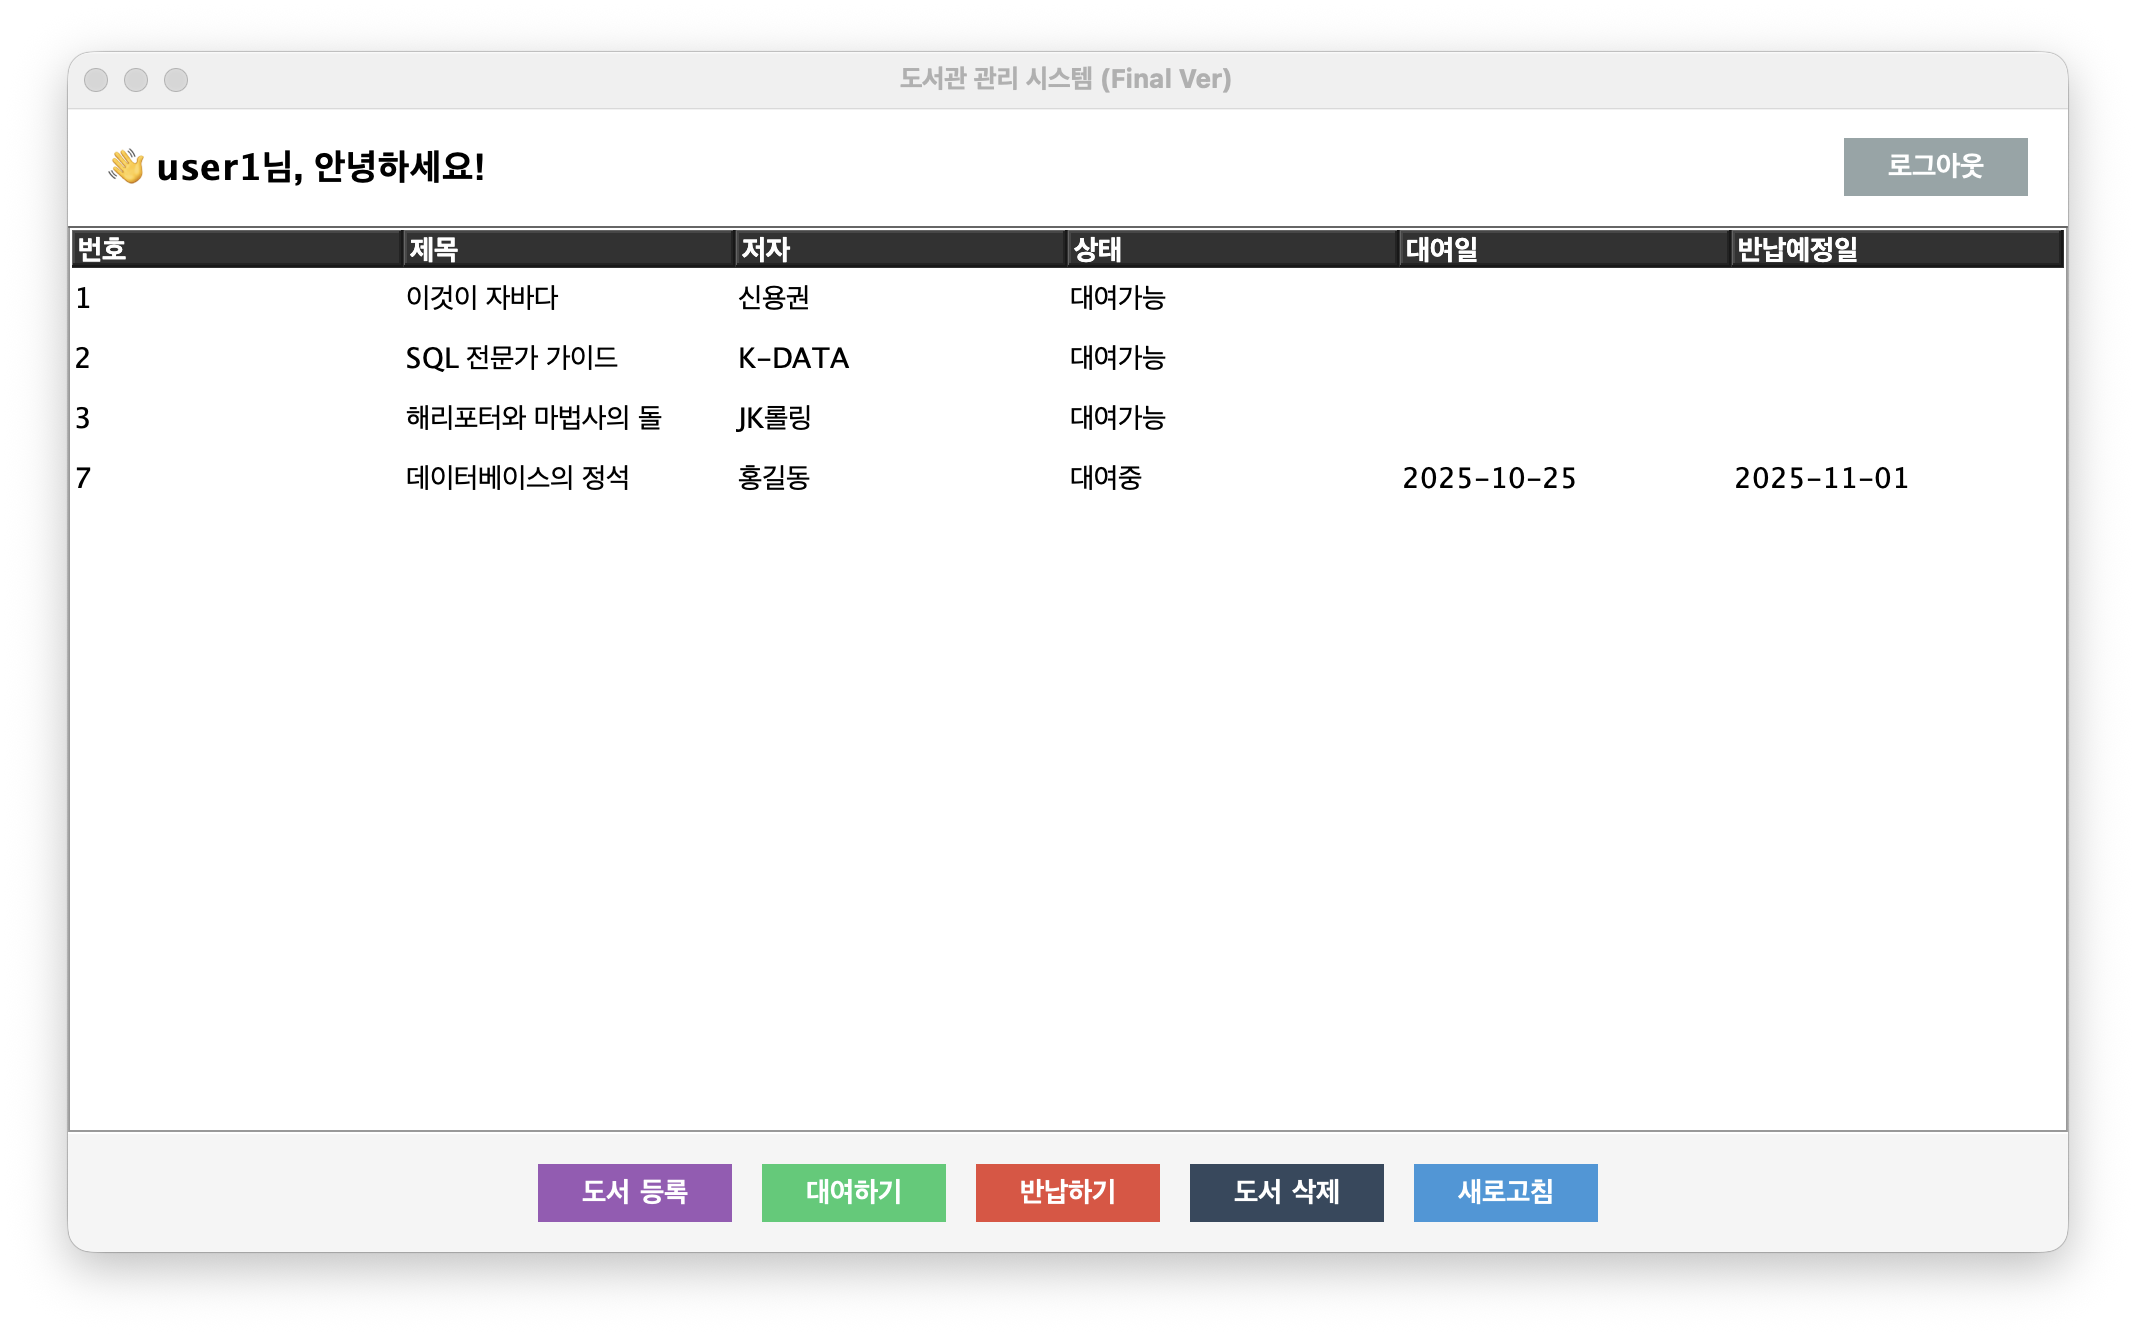 도서관 관리 시스템 (Final Ver)
👋 user1님, 안녕하세요!
로그아웃
번호 제목 저자 상태 대여일 반납예정일
1 이것이 자바다 신용권 대여가능
2 SQL 전문가 가이드 K-DATA 대여가능
3 해리포터와 마법사의 돌 JK롤링 대여가능
7 데이터베이스의 정석 홍길동 대여중 2025-10-25 2025-11-01
도서 등록 대여하기 반납하기 도서 삭제 새로고침